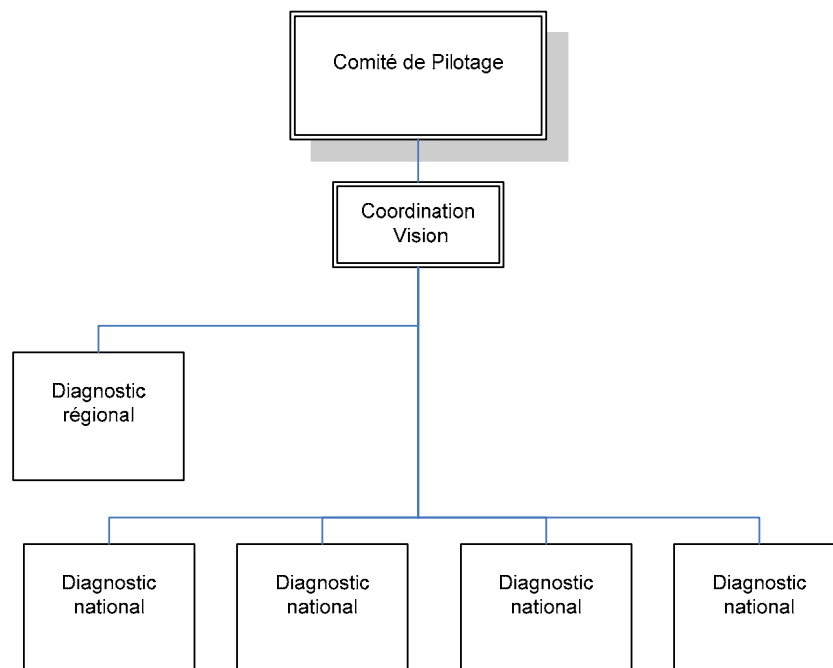 Comité de Pilotage
Coordination
Vision
Diagnostic
régional
Diagnostic
national
Diagnostic
national
Diagnostic
national
Diagnostic
national